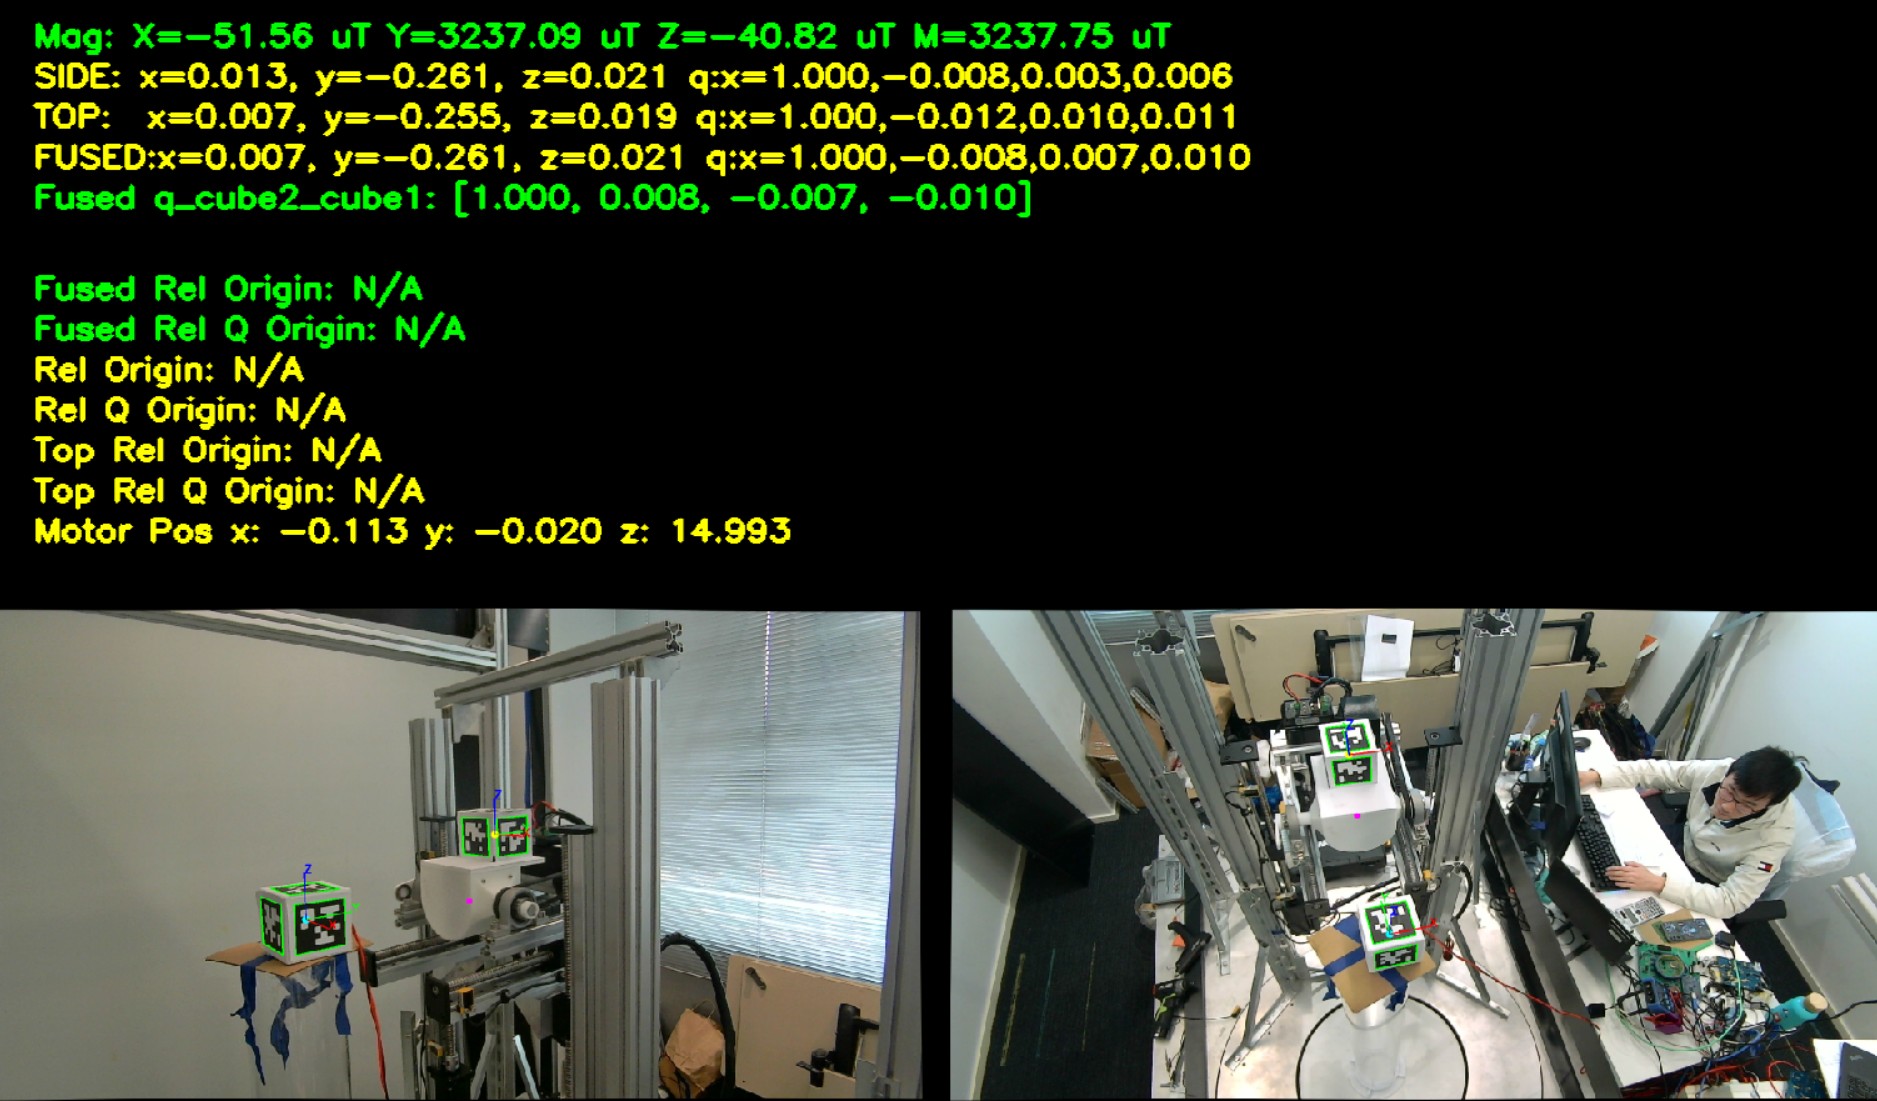 Mag: X=-51.56 uT Y=3237.09 uT Z=-40.82 uT M=3237.75 uT
SIDE: x=0.013, y=-0.261, z=0.021 q:x=1.000,-0.008,0.003,0.006
TOP: x=0.007, y=-0.255, z=0.019 q:x=1.000,-0.012,0.010,0.011
FUSED:x=0.007, y=-0.261, z=0.021 q:x=1.000,-0.008,0.007,0.010
Fused q_cube2_cube1: [1.000, 0.008, -0.007, -0.010]
Fused Rel Origin: N/A
Fused Rel Q Origin: N/A
Rel Origin: N/A
Rel Q Origin: N/A
Top Rel Origin: N/A
Top Rel Q Origin: N/A
Motor Pos x: -0.113 y: -0.020 z: 14.993
Z
Z